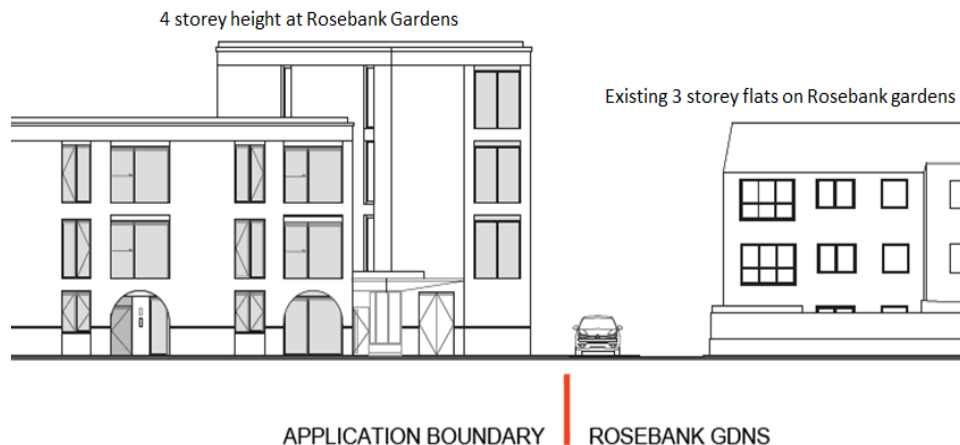 4 storey height at Rosebank Gardens
Existing 3 storey flats on Rosebank gardens
APPLICATION BOUNDARY
ROSEBANK GDNS